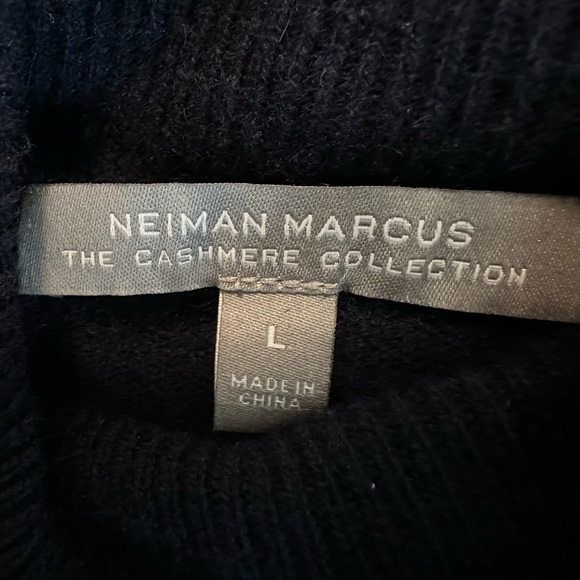 NEIMAN MARCUS
THE CASHMERE COLLECTION
L
MADE IN
CHINA